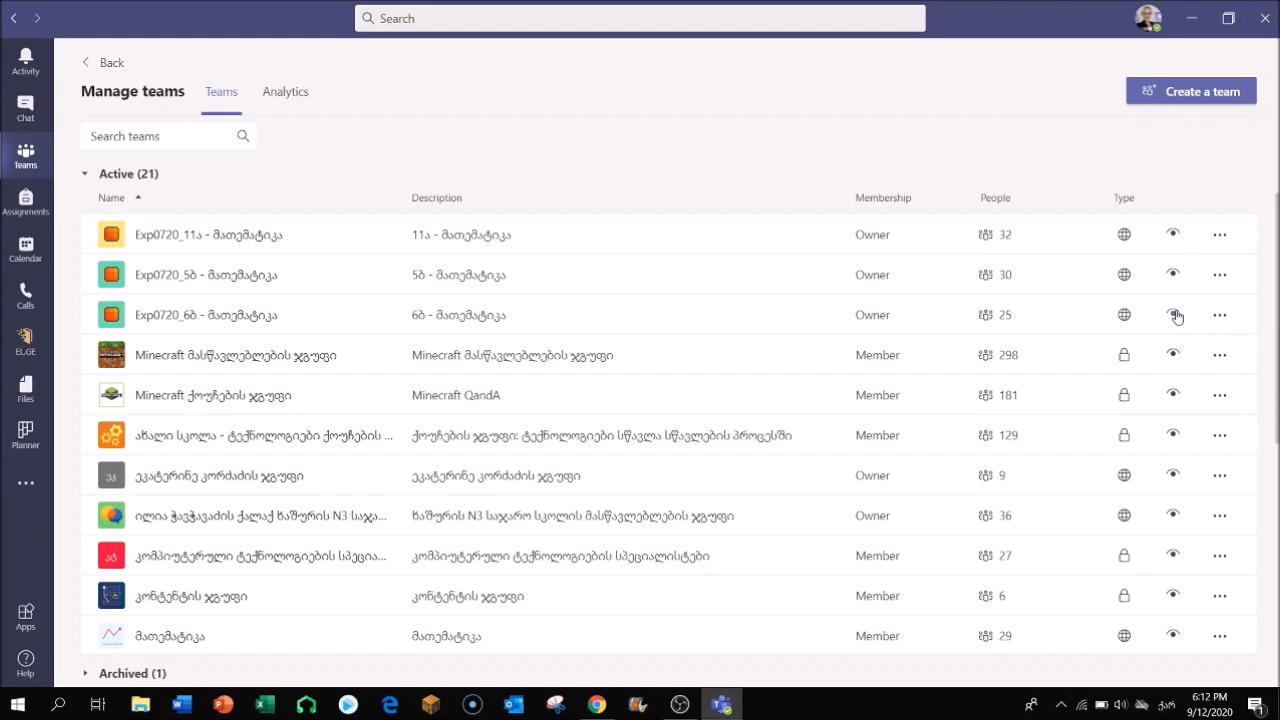 Search
Activity
Chat
Teams
Assignments
Calendar
Calls
EL.GE
Files
Planner
Apps
Help
Back
Manage teams Teams Analytics Create a team
Search teams
Active (21)
Name Description Membership People Type
Exp0720_11ა - მათემატიკა 11ა - მათემატიკა Owner 32
Exp0720_5ბ - მათემატიკა 5ბ - მათემატიკა Owner 30
Exp0720_6ბ - მათემატიკა 6ბ - მათემატიკა Owner 25
Minecraft მასწავლებლების ჯგუფი Minecraft მასწავლებლების ჯგუფი Member 298
Minecraft ქოუჩების ჯგუფი Minecraft QandA Member 181
ახალი სკოლა - ტექნოლოგიები ქოუჩების ... ქოუჩების ჯგუფი: ტექნოლოგიები სწავლა სწავლების პროცესში Member 129
ეკ ეკატერინე კორძაძის ჯგუფი ეკატერინე კორძაძის ჯგუფი Owner 9
ილია ჭავჭავაძის ქალაქ ხაშურის N3 საჯა... ხაშურის N3 საჯარო სკოლის მასწავლებლების ჯგუფი Owner 36
კტ კომპიუტერული ტექნოლოგიების სპეცია... კომპიუტერული ტექნოლოგიების სპეციალისტები Member 27
კონტენტის ჯგუფი კონტენტის ჯგუფი Member 6
მათემატიკა მათემატიკა Member 29
Archived (1)
ქარ
6:12 PM
9/12/2020